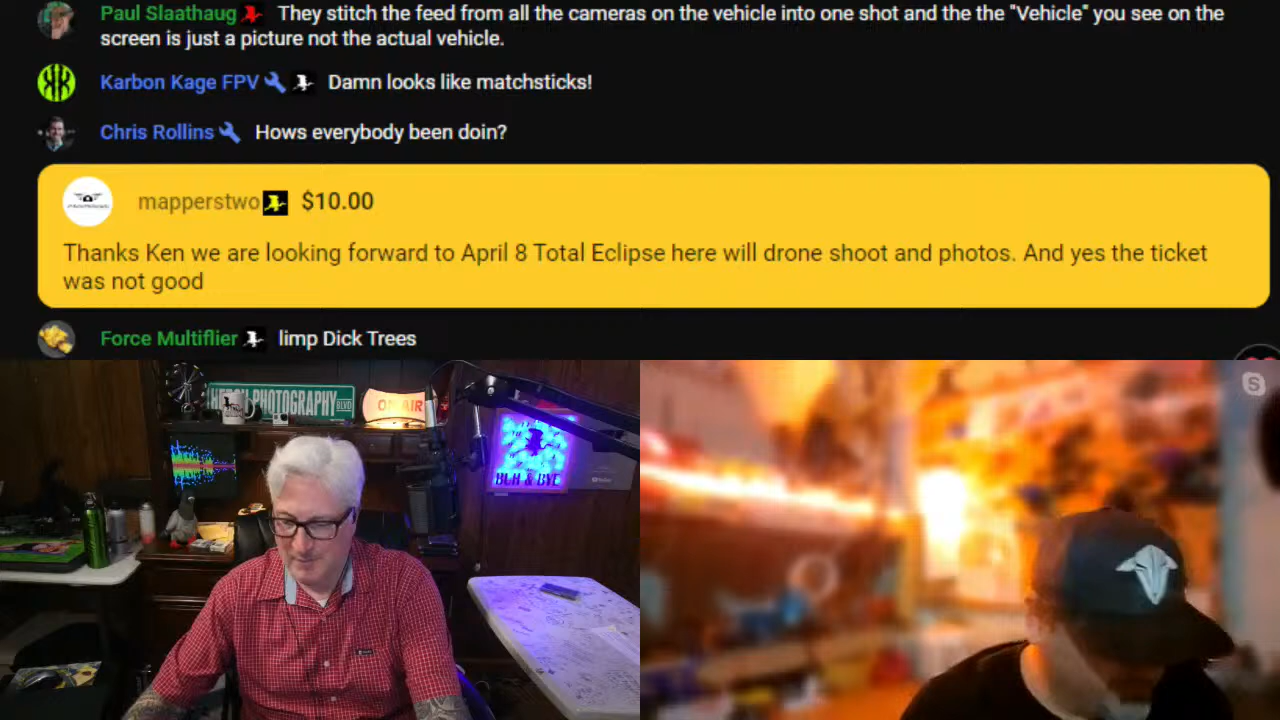 Paul Slaathaug They stitch the feed from all the cameras on the vehicle into one shot and the the "Vehicle" you see on the
screen is just a picture not the actual vehicle.
Karbon Kage FPV Damn looks like matchsticks!
Chris Rollins Hows everybody been doin?
mapperstwo $10.00
Thanks Ken we are looking forward to April 8 Total Eclipse here will drone shoot and photos. And yes the ticket
was not good
Force Multiflier limp Dick Trees
PHOTOGRAPHY BLVD
ON AIR
BUH & BYE
S